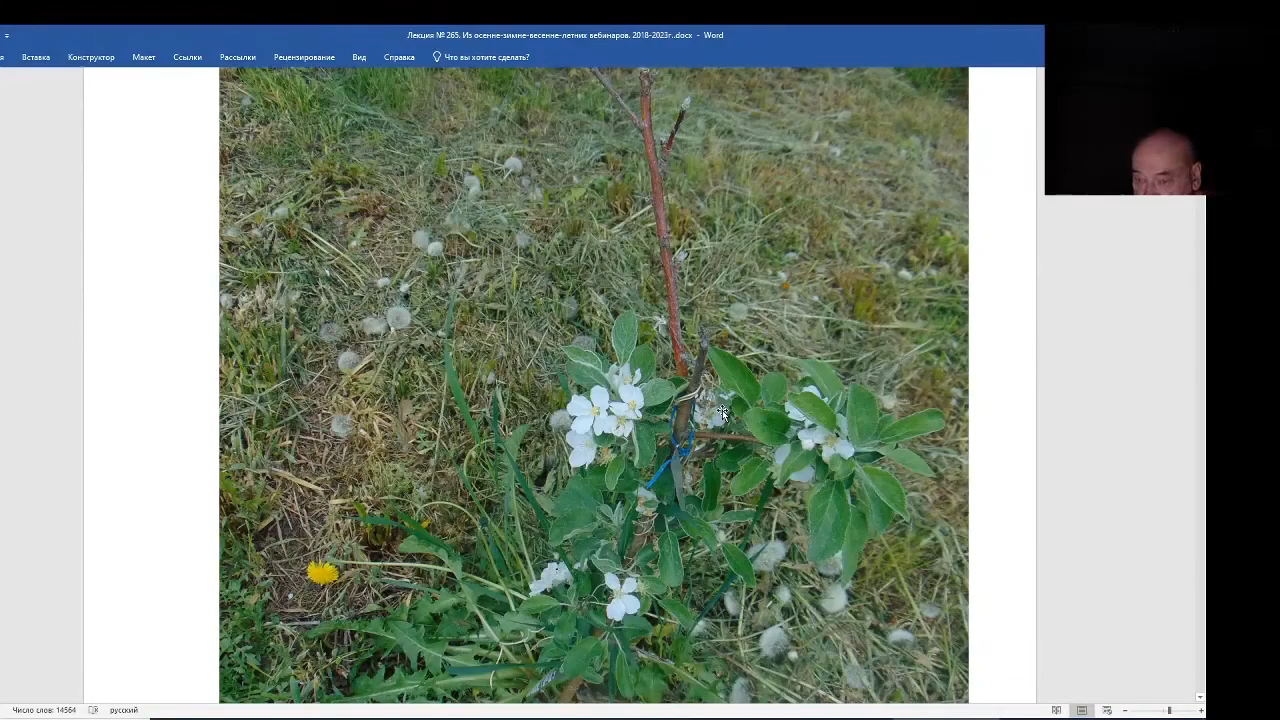 Лекция № 265. Из осенне-зимне-весенне-летних вебинаров. 2018-2023г..docx - Word
я Вставка Конструктор Макет Ссылки Рассылки Рецензирование Вид Справка Что вы хотите сделать?
Число слов: 14564 русский